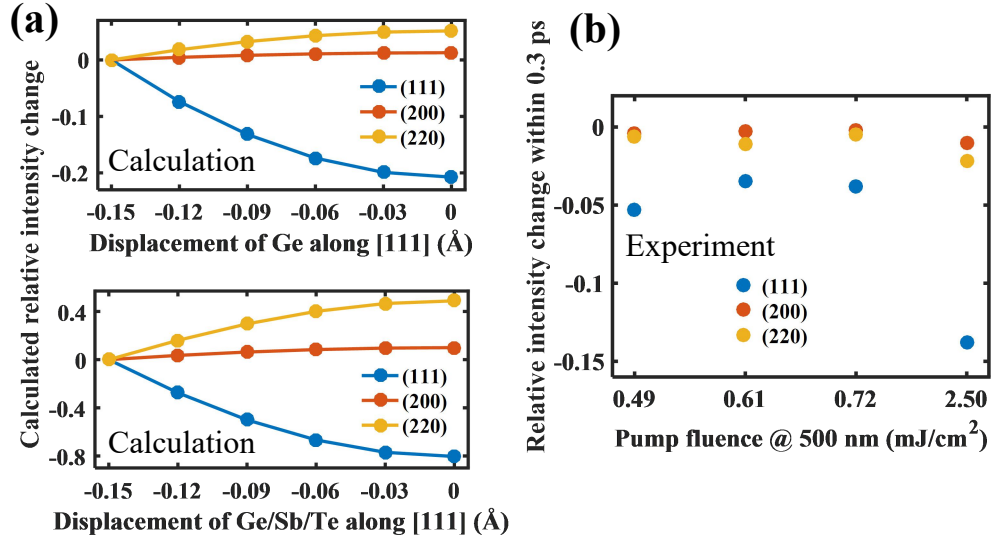 (a)
Calculated relative intensity change
0
-0.1
-0.2
(111)
(200)
(220)
Calculation
-0.15 -0.12 -0.09 -0.06 -0.03 0
Displacement of Ge along [111] (Å)
0.4
0
-0.4
-0.8
(111)
(200)
(220)
Calculation
-0.15 -0.12 -0.09 -0.06 -0.03 0
Displacement of Ge/Sb/Te along [111] (Å)
(b)
Relative intensity change within 0.3 ps
0
-0.05
-0.1
-0.15
Experiment
(111)
(200)
(220)
0.49 0.61 0.72 2.50
Pump fluence @ 500 nm (mJ/cm²)